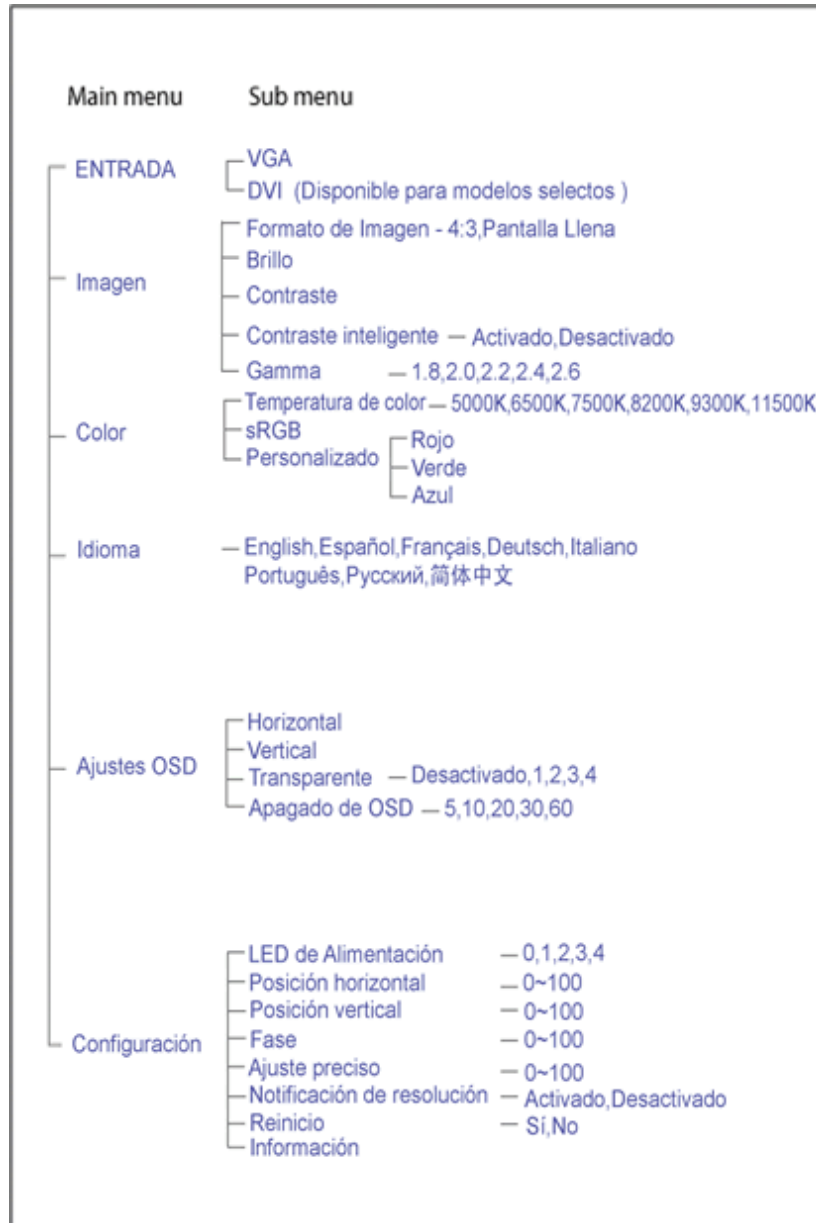 Main menu Sub menu
ENTRADA
VGA
DVI (Disponible para modelos selectos )
Imagen
Formato de Imagen - 4:3,Pantalla Llena
Brillo
Contraste
Contraste inteligente — Activado,Desactivado
Gamma — 1.8,2.0,2.2,2.4,2.6
Color
Temperatura de color — 5000K,6500K,7500K,8200K,9300K,11500K
sRGB
Personalizado
Rojo
Verde
Azul
Idioma — English,Español,Français,Deutsch,Italiano
Português,Русский,简体中文
Ajustes OSD
Horizontal
Vertical
Transparente — Desactivado,1,2,3,4
Apagado de OSD — 5,10,20,30,60
Configuración
LED de Alimentación — 0,1,2,3,4
Posición horizontal — 0~100
Posición vertical — 0~100
Fase — 0~100
Ajuste preciso — 0~100
Notificación de resolución — Activado,Desactivado
Reinicio — Sí,No
Información